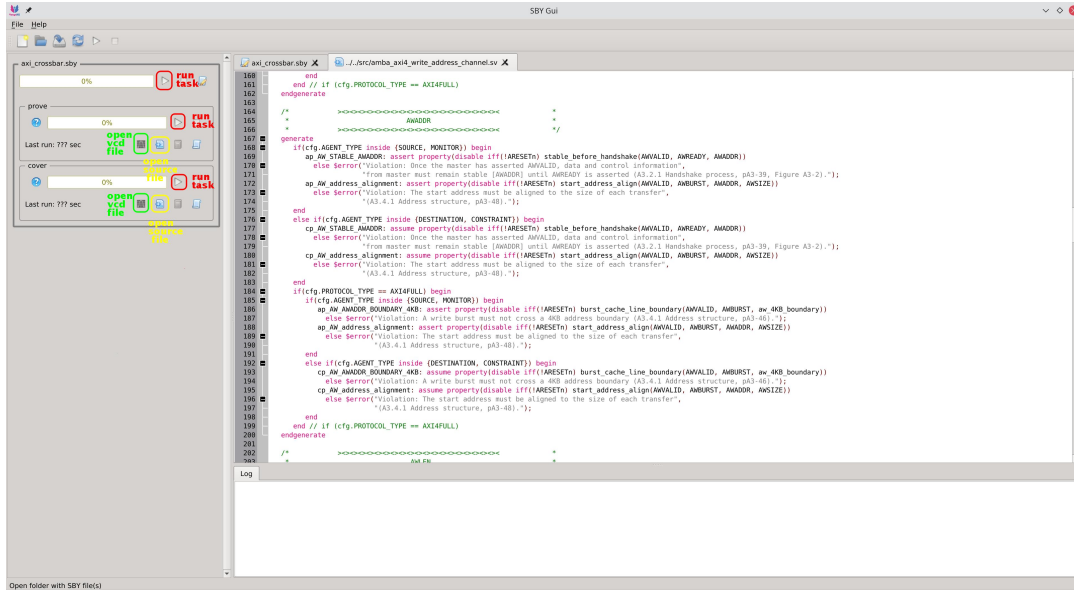 SBY Gui
File Help
axi_crossbar.sby
0%
run
task
prove
0%
run
task
Last run: ??? sec
open
vcd
file
open
source
file
cover
0%
run
task
Last run: ??? sec
open
vcd
file
open
source
file
axi_crossbar.sby
../../src/amba_axi4_write_address_channel.sv
160 end
161 end // if (cfg.PROTOCOL_TYPE == AXI4FULL)
162 endgenerate
163
164 /* ><><><><><><><><><><><><><><><><><><>< *
165 * AWADDR *
166 * ><><><><><><><><><><><><><><><><><><>< */
167 generate
168 if(cfg.AGENT_TYPE inside {SOURCE, MONITOR}) begin
169 ap_AW_STABLE_AWADDR: assert property(disable iff(!ARESETn) stable_before_handshake(AWVALID, AWREADY, AWADDR))
170 else $error("Violation: Once the master has asserted AWVALID, data and control information",
171 "from master must remain stable [AWADDR] until AWREADY is asserted (A3.2.1 Handshake process, pA3-39, Figure A3-2).");
172 ap_AW_address_alignment: assert property(disable iff(!ARESETn) start_address_align(AWVALID, AWBURST, AWADDR, AWSIZE))
173 else $error("Violation: The start address must be aligned to the size of each transfer",
174 "(A3.4.1 Address structure, pA3-48).");
175 end
176 else if(cfg.AGENT_TYPE inside {DESTINATION, CONSTRAINT}) begin
177 cp_AW_STABLE_AWADDR: assume property(disable iff(!ARESETn) stable_before_handshake(AWVALID, AWREADY, AWADDR))
178 else $error("Violation: Once the master has asserted AWVALID, data and control information",
179 "from master must remain stable [AWADDR] until AWREADY is asserted (A3.2.1 Handshake process, pA3-39, Figure A3-2).");
180 cp_AW_address_alignment: assume property(disable iff(!ARESETn) start_address_align(AWVALID, AWBURST, AWADDR, AWSIZE))
181 else $error("Violation: The start address must be aligned to the size of each transfer",
182 "(A3.4.1 Address structure, pA3-48).");
183 end
184 if(cfg.PROTOCOL_TYPE == AXI4FULL) begin
185 if(cfg.AGENT_TYPE inside {SOURCE, MONITOR}) begin
186 ap_AW_AWADDR_BOUNDARY_4KB: assert property(disable iff(!ARESETn) burst_cache_line_boundary(AWVALID, AWBURST, aw_4KB_boundary))
187 else $error("Violation: A write burst must not cross a 4KB address boundary (A3.4.1 Address structure, pA3-46).");
188 ap_AW_address_alignment: assert property(disable iff(!ARESETn) start_address_align(AWVALID, AWBURST, AWADDR, AWSIZE))
189 else $error("Violation: The start address must be aligned to the size of each transfer",
190 "(A3.4.1 Address structure, pA3-48).");
191 end
192 else if(cfg.AGENT_TYPE inside {DESTINATION, CONSTRAINT}) begin
193 cp_AW_AWADDR_BOUNDARY_4KB: assume property(disable iff(!ARESETn) burst_cache_line_boundary(AWVALID, AWBURST, aw_4KB_boundary))
194 else $error("Violation: A write burst must not cross a 4KB address boundary (A3.4.1 Address structure, pA3-46).");
195 cp_AW_address_alignment: assume property(disable iff(!ARESETn) start_address_align(AWVALID, AWBURST, AWADDR, AWSIZE))
196 else $error("Violation: The start address must be aligned to the size of each transfer",
197 "(A3.4.1 Address structure, pA3-48).");
198 end
199 end // if (cfg.PROTOCOL_TYPE == AXI4FULL)
200 endgenerate
201
202 /* ><><><><><><><><><><><><><><><><><><>< *
203 * AWLEN *
Log
Open folder with SBY file(s)